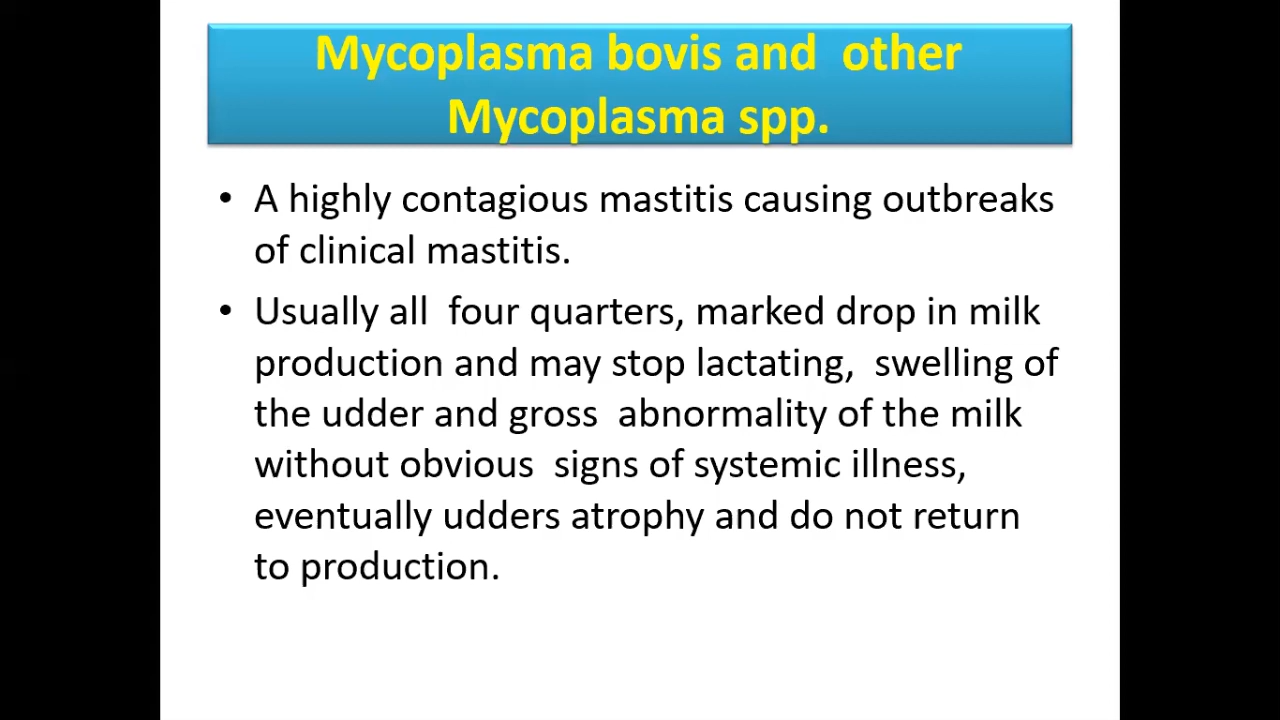 Mycoplasma bovis and  other
Mycoplasma spp.
• A highly contagious mastitis causing outbreaks
of clinical mastitis.
• Usually all  four quarters, marked drop in milk
production and may stop lactating,  swelling of
the udder and gross  abnormality of the milk
without obvious  signs of systemic illness,
eventually udders atrophy and do not return
to production.